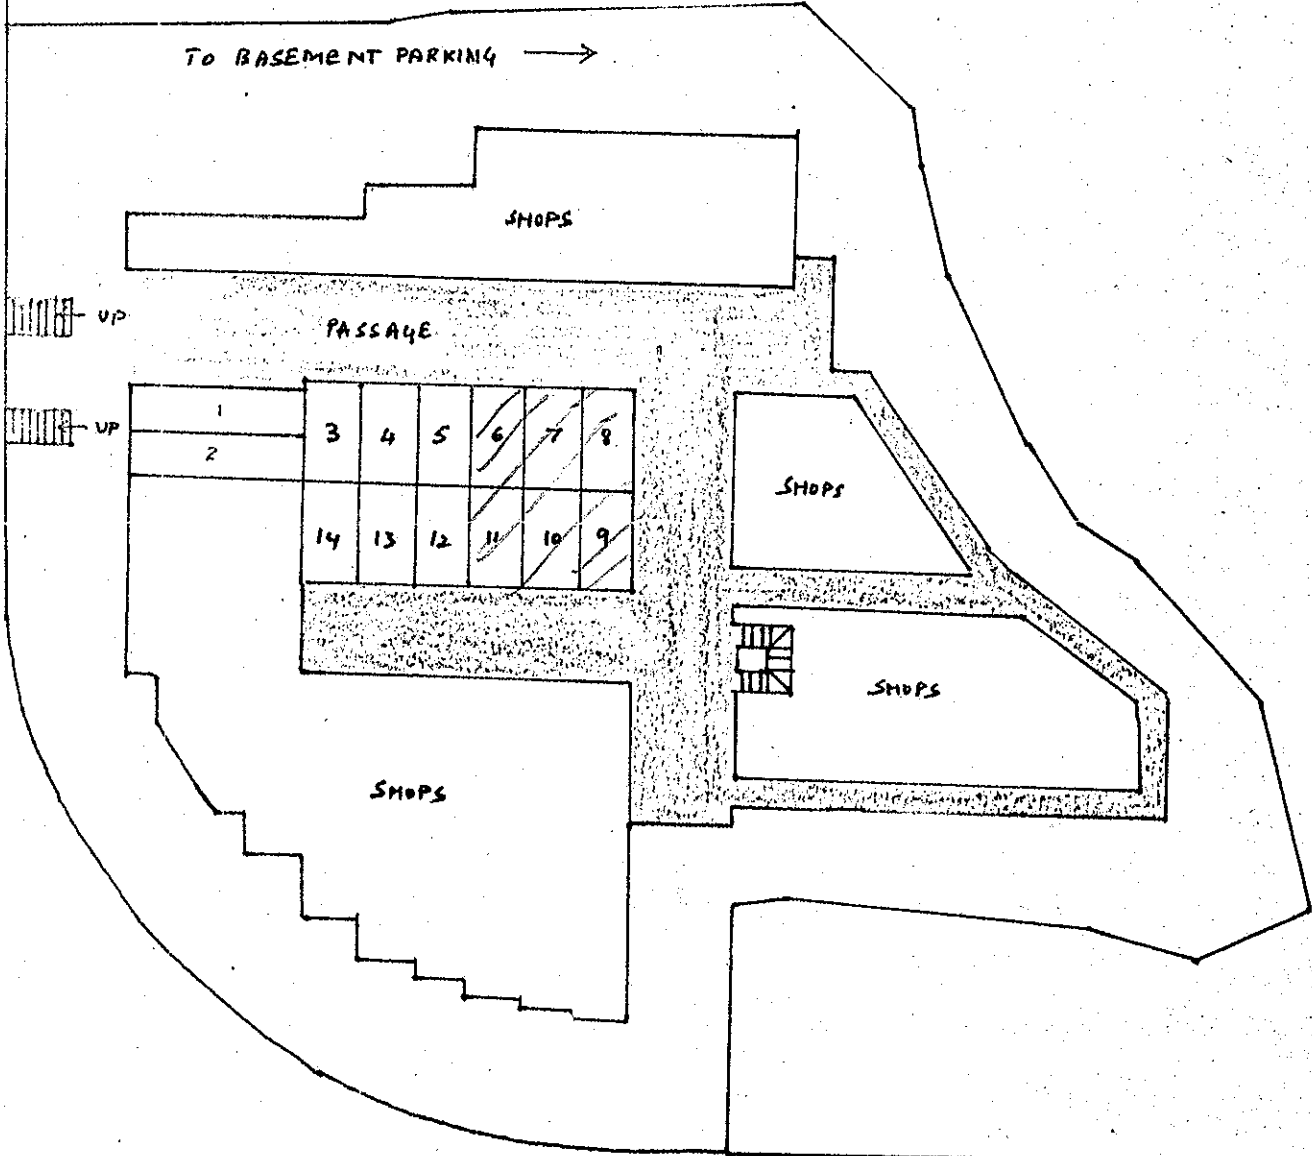 TO BASEMENT PARKING
SHOPS
UP
PASSAGE
UP
1
2
3 4 5 6 7 8
SHOPS
14 13 12 11 10 9
SHOPS
SHOPS